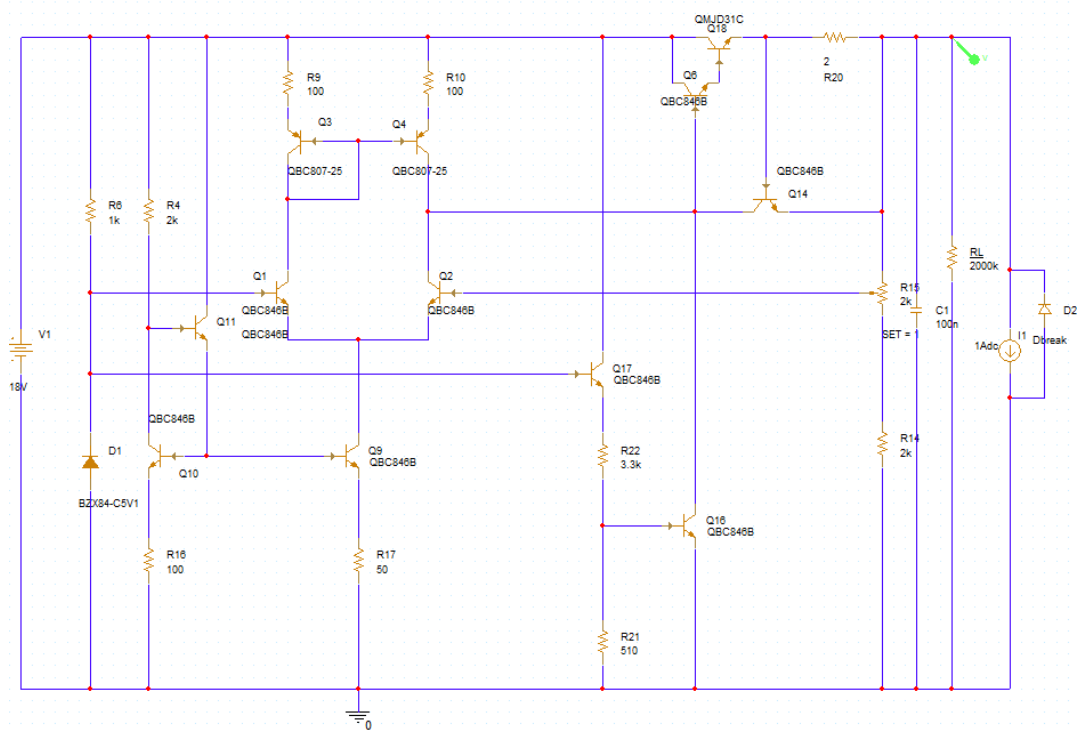 QMJD31C
Q18
2
R20
V
R9
100
R10
100
Q6
QBC846B
Q3
Q4
QBC807-25
QBC807-25
QBC846B
Q14
R6
1k
R4
2k
RL
2000k
Q1
Q2
QBC846B
QBC846B
QBC846B
R15
2k
SET = 1
C1
100n
D2
Dbreak
I1
1Adc
V1
18V
Q11
Q17
QBC846B
QBC846B
D1
Q10
BZX84-C5V1
Q9
QBC846B
R22
3.3k
R14
2k
Q16
QBC846B
R16
100
R17
50
R21
510
0